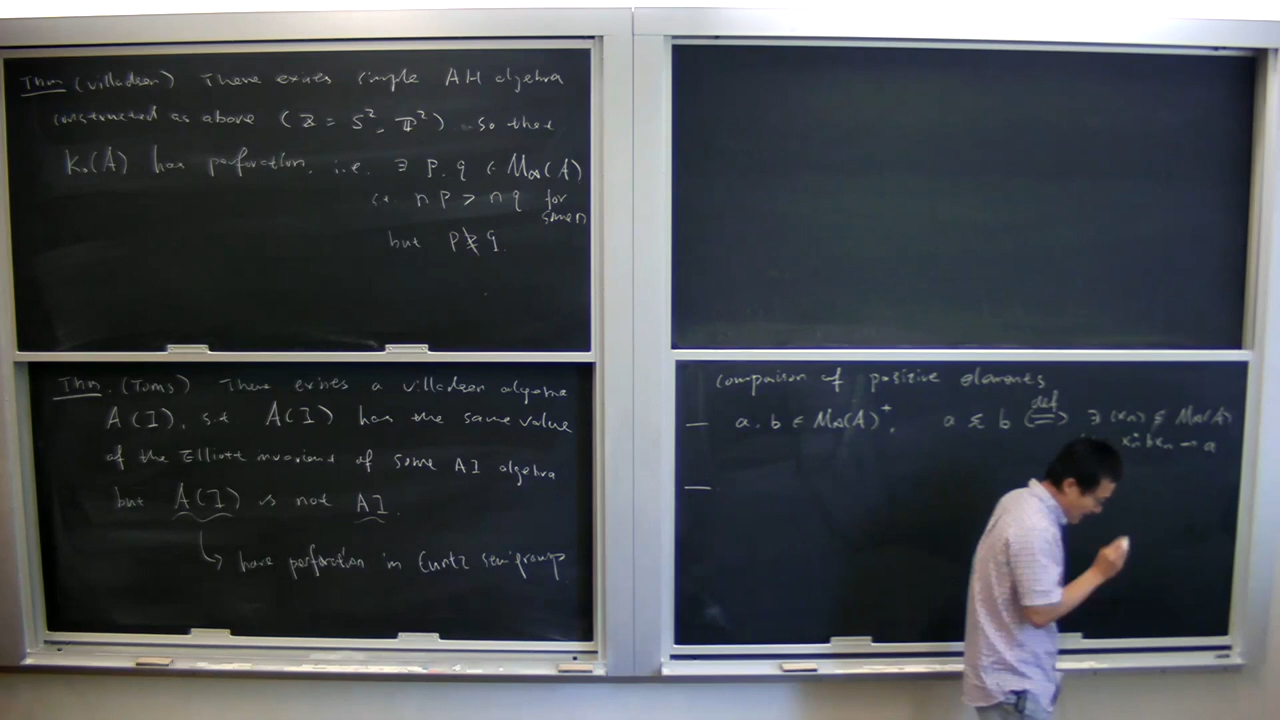 Thm (Villadsen) There exists simple AH algebra
constructed as above (Z = S², 𝕋²) so that
K₀(A) has perforation, i.e. ∃ p, q ∈ M∞(A)
s.t. n p > n q for
some n
but p ≯ q.
Thm. (Toms) There exists a villadsen algebra
A(I), s.t. A(I) has the same value
of the Elliott invariant of some AI algebra
but A(I) is not AI.
↳ have perforation in Cuntz semigroup
comparison of positive elements
— a, b ∈ M∞(A)⁺, a ≲ b ⟺(def) ∃ (xₙ) ⊆ M∞(A)
xₙ* b xₙ → a
—